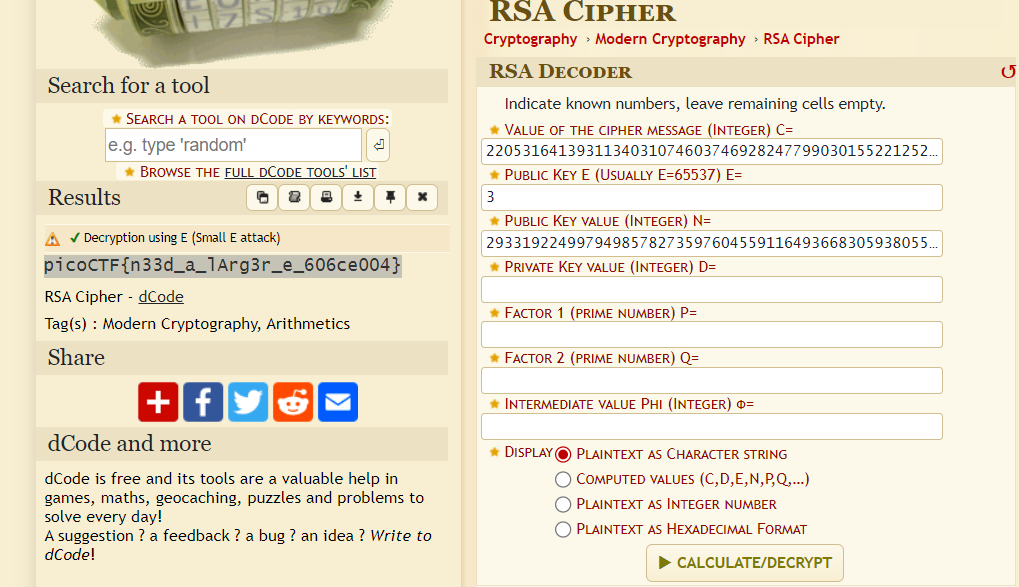 Search for a tool
★ Search a tool on dCode by keywords:
e.g. type 'random'
★ Browse the full dCode tools' list
Results
✔ Decryption using E (Small E attack)
picoCTF{n33d_a_lArg3r_e_606ce004}
RSA Cipher - dCode
Tag(s) : Modern Cryptography, Arithmetics
Share
dCode and more
dCode is free and its tools are a valuable help in
games, maths, geocaching, puzzles and problems to
solve every day!
A suggestion ? a feedback ? a bug ? an idea ? Write to
dCode!
RSA Cipher
Cryptography › Modern Cryptography › RSA Cipher
RSA Decoder
Indicate known numbers, leave remaining cells empty.
★ Value of the cipher message (Integer) C=
220531641393113403107460374692824779903015522125​2...
★ Public Key E (Usually E=65537) E=
3
★ Public Key value (Integer) N=
29331922499794985782735976045591164936683059380​55...
★ Private Key value (Integer) D=
★ Factor 1 (prime number) P=
★ Factor 2 (prime number) Q=
★ Intermediate value Phi (Integer) Φ=
★ Display
Plaintext as Character string
Computed values (C,D,E,N,P,Q,...)
Plaintext as Integer number
Plaintext as Hexadecimal Format
▶ CALCULATE/DECRYPT